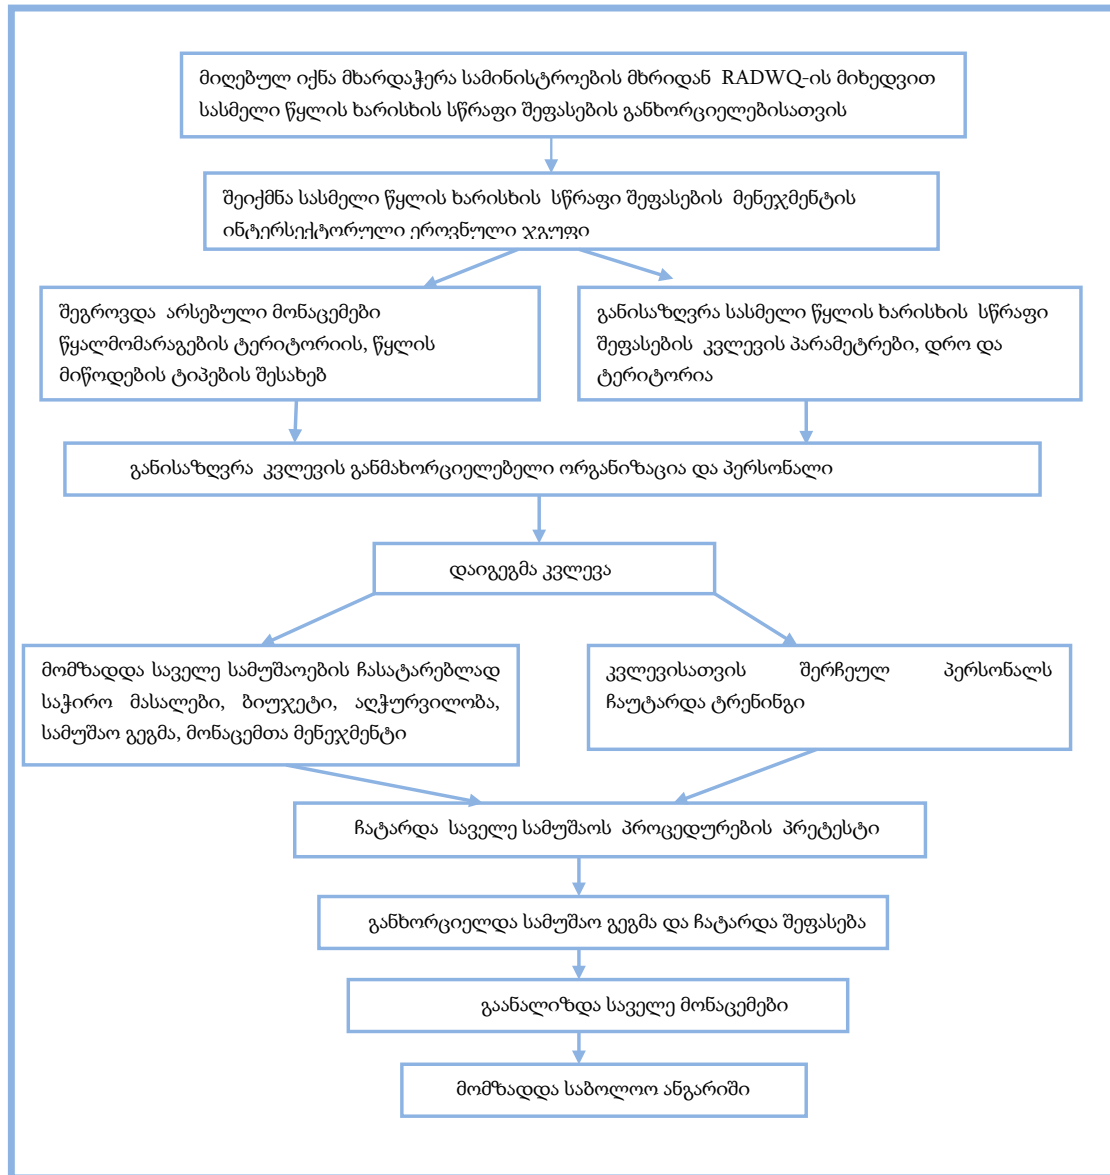 მიღებულ იქნა მხარდაჭერა სამინისტროების მხრიდან RADWQ-ის მიხედვით
სასმელი წყლის ხარისხის სწრაფი შეფასების განხორციელებისათვის
შეიქმნა სასმელი წყლის ხარისხის სწრაფი შეფასების მენეჯმენტის
ინტერსექტორული ეროვნული ჯგუფი
შეგროვდა არსებული მონაცემები
წყალმომარაგების ტერიტორიის, წყლის
მიწოდების ტიპების შესახებ
განისაზღვრა სასმელი წყლის ხარისხის სწრაფი
შეფასების კვლევის პარამეტრები, დრო და
ტერიტორია
განისაზღვრა კვლევის განმახორციელებელი ორგანიზაცია და პერსონალი
დაიგეგმა კვლევა
მომზადდა საველე სამუშაოების ჩასატარებლად
საჭირო მასალები, ბიუჯეტი, აღჭურვილობა,
სამუშაო გეგმა, მონაცემთა მენეჯმენტი
კვლევისათვის შერჩეულ პერსონალს
ჩაუტარდა ტრენინგი
ჩატარდა საველე სამუშაოს პროცედურების პრეტესტი
განხორციელდა სამუშაო გეგმა და ჩატარდა შეფასება
გაანალიზდა საველე მონაცემები
მომზადდა საბოლოო ანგარიში